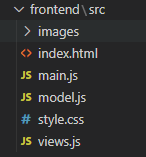 frontend\src
images
index.html
main.js
model.js
style.css
views.js